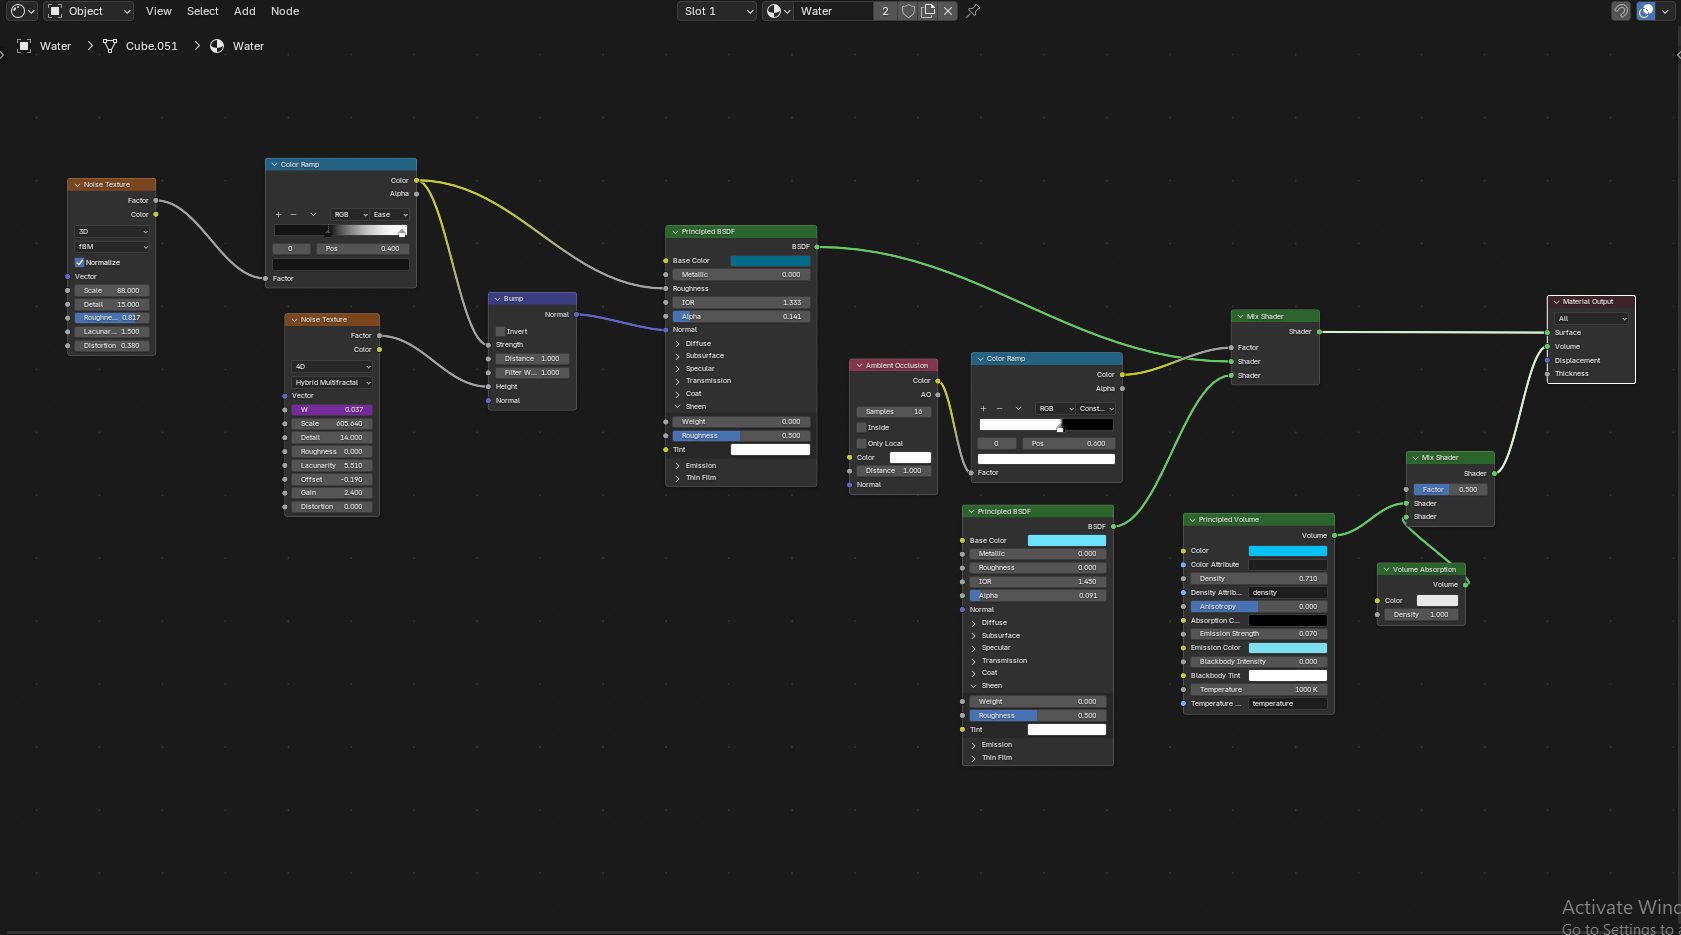 Object View Select Add Node Slot 1 Water 2
Water > Cube.051 > Water
Noise Texture
Factor
Color
3D
fBM
Normalize
Vector
Scale 88.000
Detail 15.000
Roughne... 0.817
Lacunar... 1.500
Distortion 0.380
Color Ramp
Color
Alpha
RGB Ease
0 Pos 0.400
Factor
Noise Texture
Factor
Color
4D
Hybrid Multifractal
Vector
W 0.037
Scale 605.640
Detail 14.000
Roughness 0.000
Lacunarity 5.510
Offset -0.190
Gain 2.400
Distortion 0.000
Bump
Normal
Invert
Strength
Distance 1.000
Filter W... 1.000
Height
Normal
Principled BSDF
BSDF
Base Color
Metallic 0.000
Roughness
IOR 1.333
Alpha 0.141
Normal
Diffuse
Subsurface
Specular
Transmission
Coat
Sheen
Weight 0.000
Roughness 0.500
Tint
Emission
Thin Film
Ambient Occlusion
Color
AO
Samples 16
Inside
Only Local
Color
Distance 1.000
Normal
Color Ramp
Color
Alpha
RGB Const...
0 Pos 0.600
Factor
Principled BSDF
BSDF
Base Color
Metallic 0.000
Roughness 0.000
IOR 1.450
Alpha 0.091
Normal
Diffuse
Subsurface
Specular
Transmission
Coat
Sheen
Weight 0.000
Roughness 0.500
Tint
Emission
Thin Film
Mix Shader
Shader
Factor
Shader
Shader
Principled Volume
Volume
Color
Color Attribute
Density 0.710
Density Attrib... density
Anisotropy 0.000
Absorption C...
Emission Strength 0.070
Emission Color
Blackbody Intensity 0.000
Blackbody Tint
Temperature 1000 K
Temperature ... temperature
Mix Shader
Shader
Factor 0.500
Shader
Shader
Volume Absorption
Volume
Color
Density 1.000
Material Output
All
Surface
Volume
Displacement
Thickness
Activate Wind
Go to Settings to